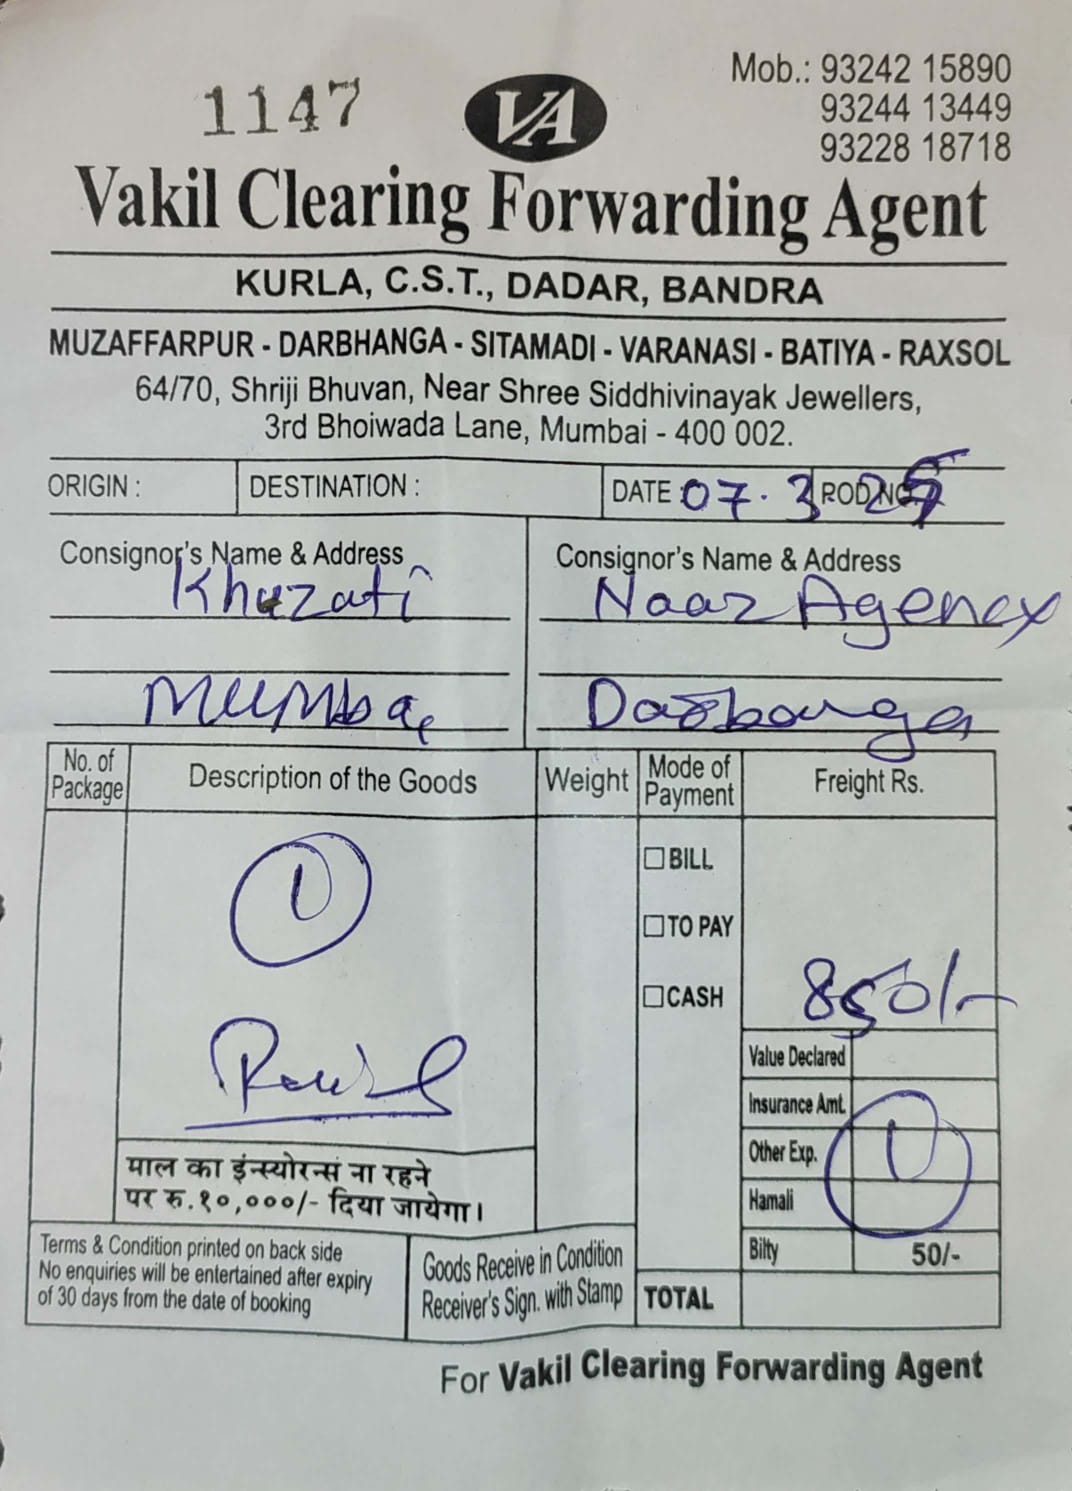 1147
VA
Mob.: 93242 15890
93244 13449
93228 18718
Vakil Clearing Forwarding Agent
KURLA, C.S.T., DADAR, BANDRA
MUZAFFARPUR - DARBHANGA - SITAMADI - VARANASI - BATIYA - RAXSOL
64/70, Shriji Bhuvan, Near Shree Siddhivinayak Jewellers,
3rd Bhoiwada Lane, Mumbai - 400 002.
ORIGIN : DESTINATION : DATE 07.3.25 ROD NO.
Consignor's Name & Address
Khuzati
Mumbai
Consignor's Name & Address
Naaz Agency
Darbanga
No. of Package Description of the Goods Weight Mode of Payment Freight Rs.
1
BILL
TO PAY
CASH
850/-
Value Declared
Insurance Amt.
Other Exp. 1
Hamali
Bilty 50/-
TOTAL
माल का इंन्स्योरन्स ना रहने
पर रु.१०,०००/- दिया जायेगा।
Terms & Condition printed on back side
No enquiries will be entertained after expiry
of 30 days from the date of booking
Goods Receive in Condition
Receiver's Sign. with Stamp
For Vakil Clearing Forwarding Agent